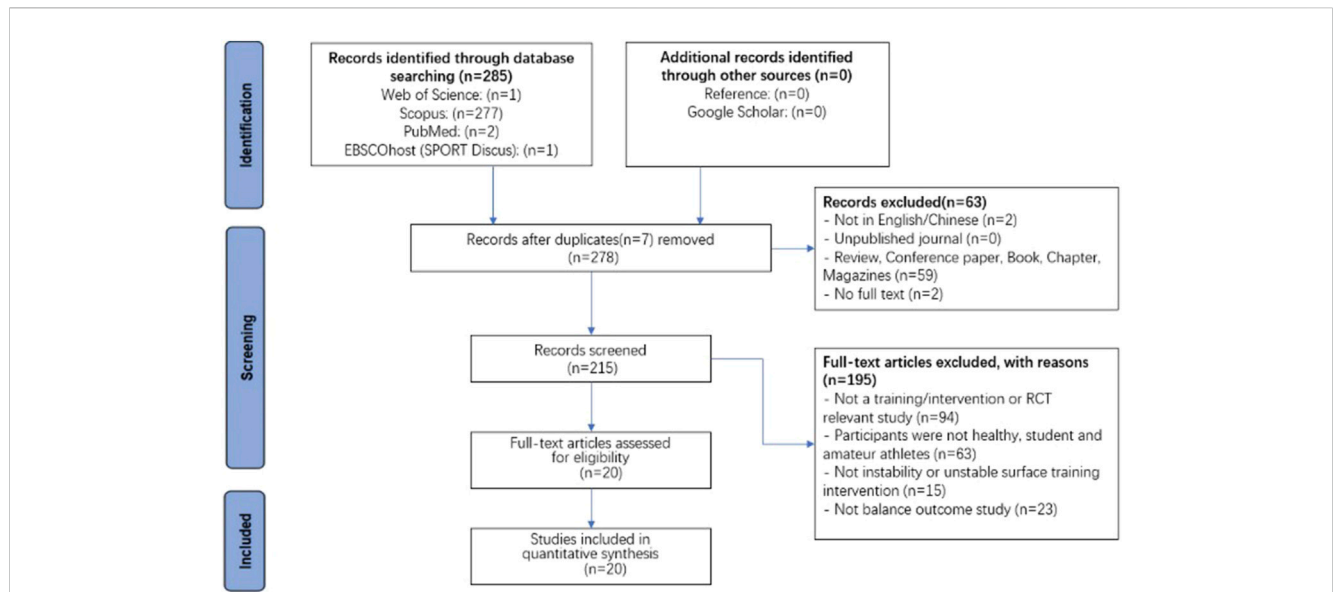 Identification
Records identified through database
searching (n=285)
Web of Science: (n=1)
Scopus: (n=277)
PubMed: (n=2)
EBSCOhost (SPORT Discus): (n=1)
Additional records identified
through other sources (n=0)
Reference: (n=0)
Google Scholar: (n=0)
Screening
Records after duplicates(n=7) removed
(n=278)
Records excluded(n=63)
- Not in English/Chinese (n=2)
- Unpublished journal (n=0)
- Review, Conference paper, Book, Chapter,
Magazines (n=59)
- No full text (n=2)
Records screened
(n=215)
Full-text articles excluded, with reasons
(n=195)
- Not a training/intervention or RCT
relevant study (n=94)
- Participants were not healthy, student and
amateur athletes (n=63)
- Not instability or unstable surface training
intervention (n=15)
- Not balance outcome study (n=23)
Full-text articles assessed
for eligibility
(n=20)
Included
Studies included in
quantitative synthesis
(n=20)